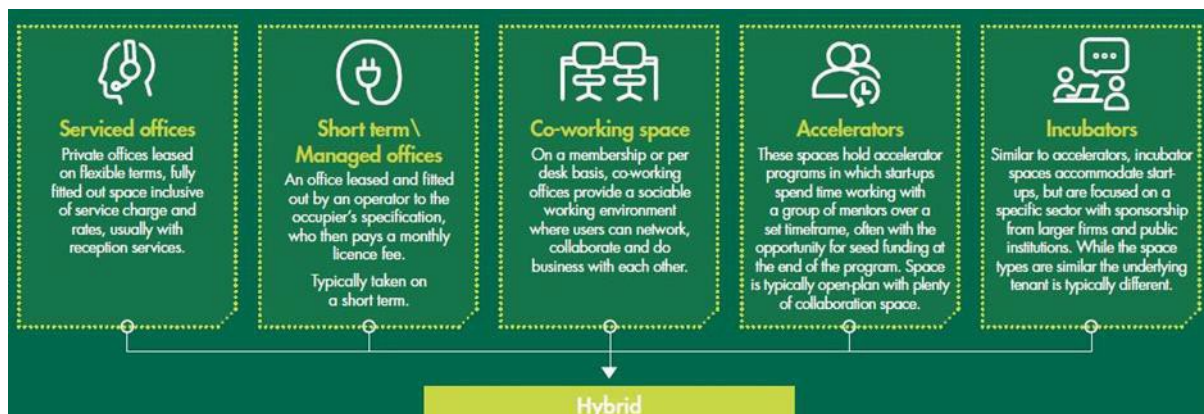 Serviced offices
Private offices leased
on flexible terms, fully
fitted out space inclusive
of service charge and
rates, usually with
reception services.
Short term\
Managed offices
An office leased and fitted
out by an operator to the
occupier's specification,
who then pays a monthly
licence fee.
Typically taken on
a short term.
Co-working space
On a membership or per
desk basis, co-working
offices provide a sociable
working environment
where users can network,
collaborate and do
business with each other.
Accelerators
These spaces hold accelerator
programs in which start-ups
spend time working with
a group of mentors over a
set timeframe, often with the
opportunity for seed funding at
the end of the program. Space
is typically open-plan with plenty
of collaboration space.
Incubators
Similar to accelerators, incubator
spaces accommodate start-
ups, but are focused on a
specific sector with sponsorship
from larger firms and public
institutions. While the space
types are similar the underlying
tenant is typically different.
Hybrid